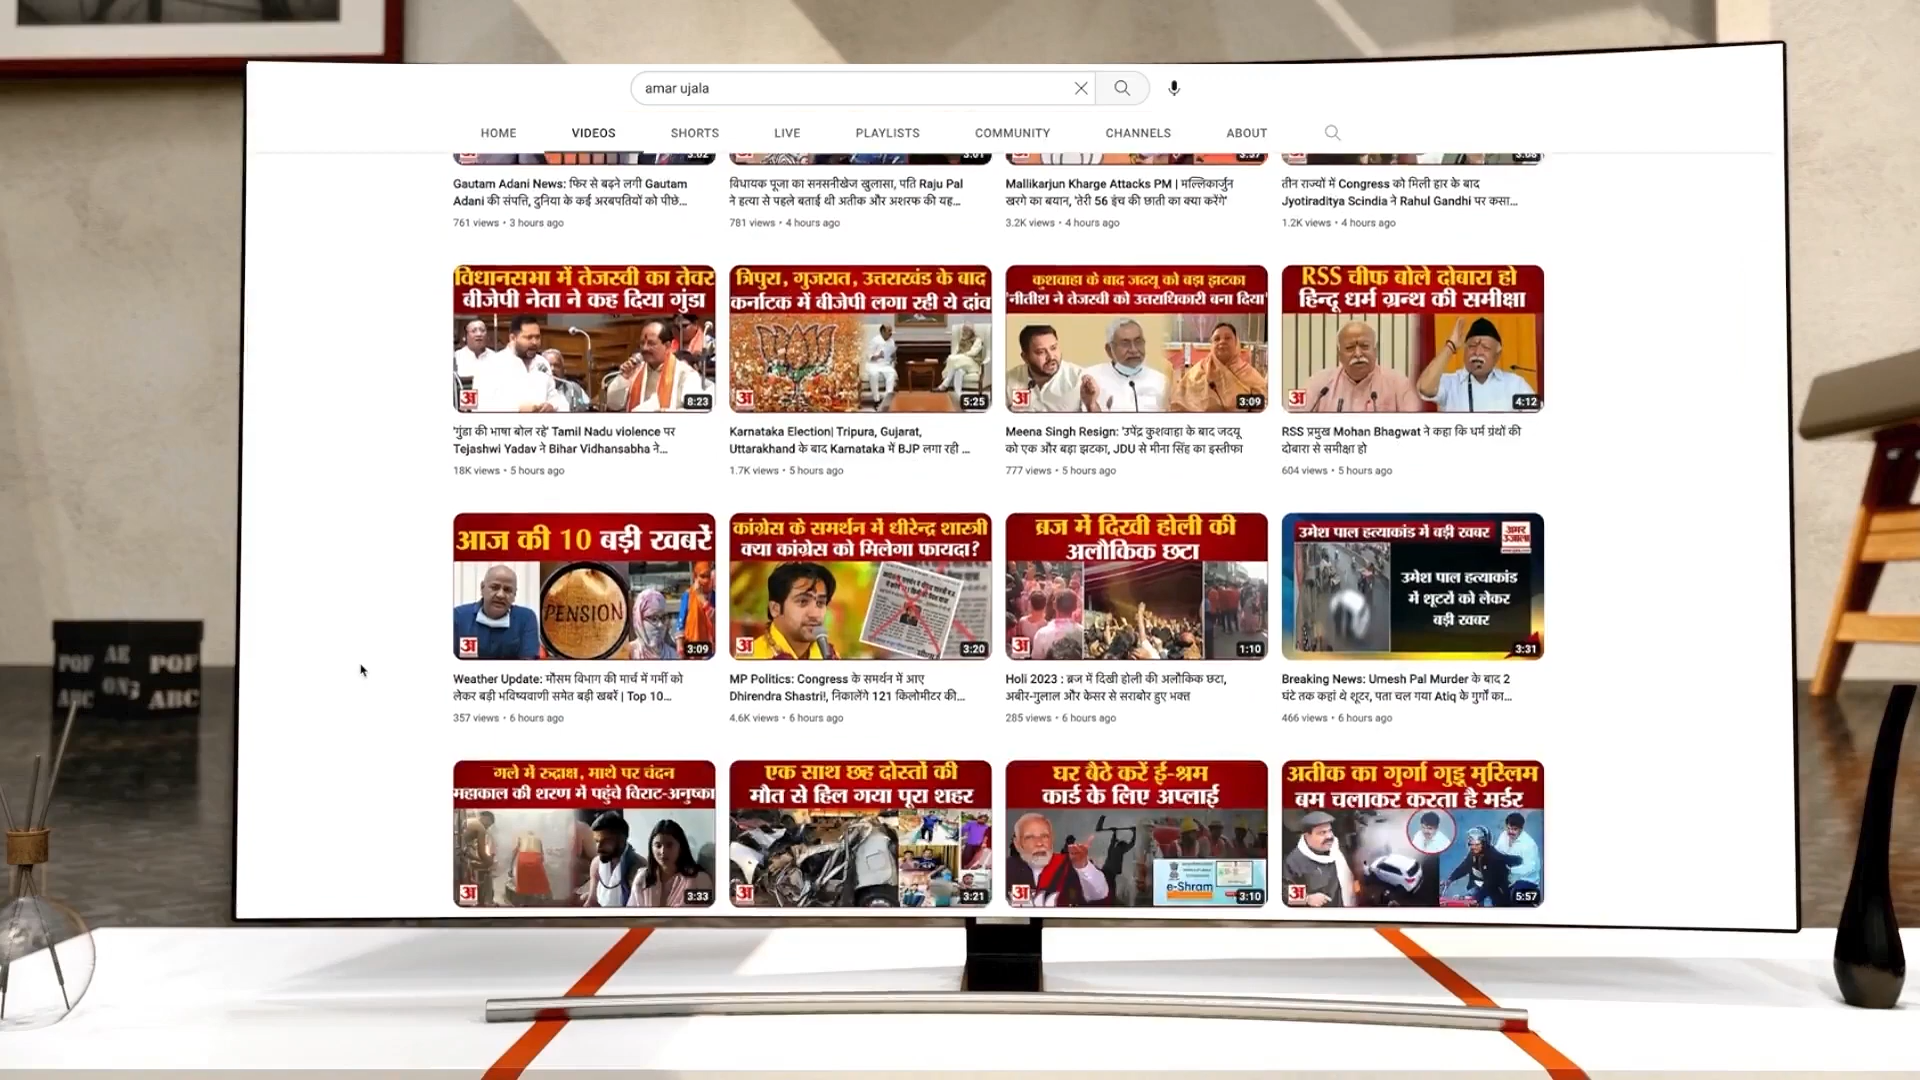 amar ujala
HOME VIDEOS SHORTS LIVE PLAYLISTS COMMUNITY CHANNELS ABOUT
3:02
3:01
3:37
3:08
Gautam Adani News: फिर से बढ़ने लगी Gautam
Adani की संपत्ति, दुनिया के कई अरबपतियों को पीछे...
761 views • 3 hours ago
विधायक पूजा का सनसनीखेज खुलासा, पति Raju Pal
ने हत्या से पहले बताई थी अतीक और अशरफ की यह...
781 views • 4 hours ago
Mallikarjun Kharge Attacks PM | मल्लिकार्जुन
खरगे का बयान, 'तेरी 56 इंच की छाती का क्या करेंगे'
3.2K views • 4 hours ago
तीन राज्यों में Congress को मिली हार के बाद
Jyotiraditya Scindia ने Rahul Gandhi पर कसा...
1.2K views • 4 hours ago
विधानसभा में तेजस्वी का तेवर
बीजेपी नेता ने कह दिया गुंडा
अ
8:23
'गुंडा की भाषा बोल रहे' Tamil Nadu violence पर
Tejashwi Yadav ने Bihar Vidhansabha ने...
18K views • 5 hours ago
त्रिपुरा, गुजरात, उत्तराखंड के बाद
कर्नाटक में बीजेपी लगा रही ये दांव
अ
5:25
Karnataka Election| Tripura, Gujarat,
Uttarakhand के बाद Karnataka में BJP लगा रही ...
1.7K views • 5 hours ago
कुशवाहा के बाद जदयू को बड़ा झटका
'नीतीश ने तेजस्वी को उत्तराधिकारी बना दिया'
अ
3:09
Meena Singh Resign: 'उपेंद्र कुशवाहा के बाद जदयू
को एक और बड़ा झटका, JDU से मीना सिंह का इस्तीफा
777 views • 5 hours ago
RSS चीफ बोले दोबारा हो
हिन्दू धर्म ग्रन्थ की समीक्षा
अ
4:12
RSS प्रमुख Mohan Bhagwat ने कहा कि धर्म ग्रंथों की
दोबारा से समीक्षा हो
604 views • 5 hours ago
आज की 10 बड़ी खबरें
PENSION
अ
3:09
Weather Update: मौसम विभाग की मार्च में गर्मी को
लेकर बड़ी भविष्यवाणी समेत बड़ी खबरें | Top 10...
357 views • 6 hours ago
कांग्रेस के समर्थन में धीरेन्द्र शास्त्री
क्या कांग्रेस को मिलेगा फायदा?
अ
3:20
MP Politics: Congress के समर्थन में आए
Dhirendra Shastri!, निकालेंगे 121 किलोमीटर की...
4.6K views • 6 hours ago
ब्रज में दिखी होली की
अलौकिक छटा
अ
1:10
Holi 2023 : ब्रज में दिखी होली की अलौकिक छटा,
अबीर-गुलाल और केसर से सराबोर हुए भक्त
285 views • 6 hours ago
उमेश पाल हत्याकांड में बड़ी खबर
अमर
उजाला
उमेश पाल हत्याकांड
में शूटरों को लेकर
बड़ी खबर
3:31
Breaking News: Umesh Pal Murder के बाद 2
घंटे तक कहां थे शूटर, पता चल गया Atiq के गुर्गों का...
466 views • 6 hours ago
गले में रुद्राक्ष, माथे पर चंदन
महाकाल की शरण में पहुंचे विराट-अनुष्का
अ
3:33
एक साथ छह दोस्तों की
मौत से हिल गया पूरा शहर
अ
3:21
घर बैठे करें ई-श्रम
कार्ड के लिए अप्लाई
e-Shram
अ
3:10
अतीक का गुर्गा गुड्डू मुस्लिम
बम चलाकर करता है मर्डर
अ
5:57